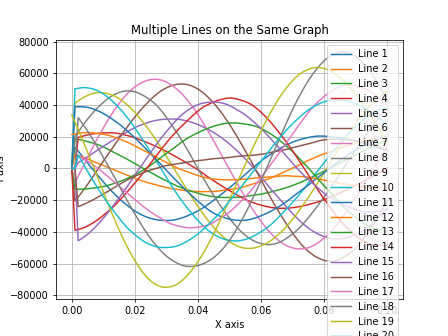 Multiple Lines on the Same Graph
80000
60000
40000
20000
0
−20000
−40000
−60000
−80000
0.00
0.02
0.04
0.06
0.08
X axis
Line 1
Line 2
Line 3
Line 4
Line 5
Line 6
Line 7
Line 8
Line 9
Line 10
Line 11
Line 12
Line 13
Line 14
Line 15
Line 16
Line 17
Line 18
Line 19
Line 20